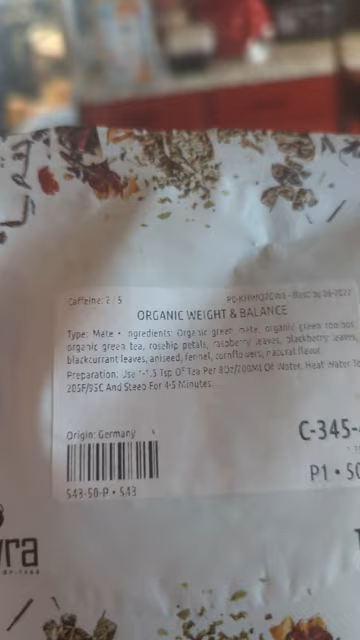 Caffeine: 2 / 5
Best by 08-2022
ORGANIC WEIGHT & BALANCE
Type: Mate • Ingredients: Organic green mate, organic green rooibos,
organic green tea, rosehip petals, raspberry leaves, blackberry leaves,
blackcurrant leaves, aniseed, fennel, cornflowers, natural flavor
Preparation: Use 1-1.5 Tsp Of Tea Per 8Oz/200Ml Of Water. Heat Water To
205F/95C And Steep For 4-5 Minutes
Origin: Germany
C-345-
P1 • 50
543-50-P • 543
vra